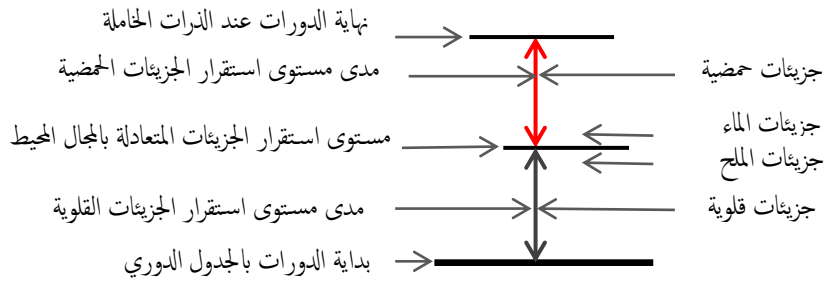 نهاية الدورات عند الذرات الخاملة
مدى مستوى استقرار الجزيئات الحمضية
جزيئات حمضية
مستوى استقرار الجزيئات المتعادلة بالمجال المحيط
جزيئات الماء
جزيئات الملح
مدى مستوى استقرار الجزيئات القلوية
جزيئات قلوية
بداية الدورات بالجدول الدوري